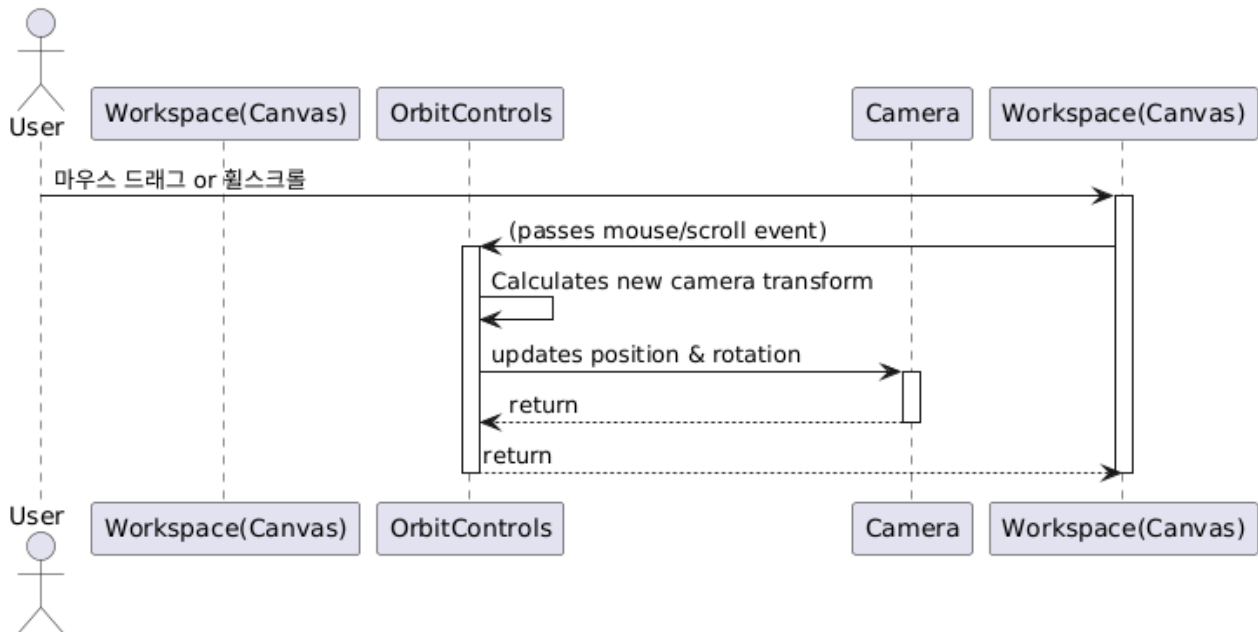 User
Workspace(Canvas)
OrbitControls
Camera
Workspace(Canvas)
마우스 드래그 or 휠스크롤
(passes mouse/scroll event)
Calculates new camera transform
updates position & rotation
return
return
User
Workspace(Canvas)
OrbitControls
Camera
Workspace(Canvas)